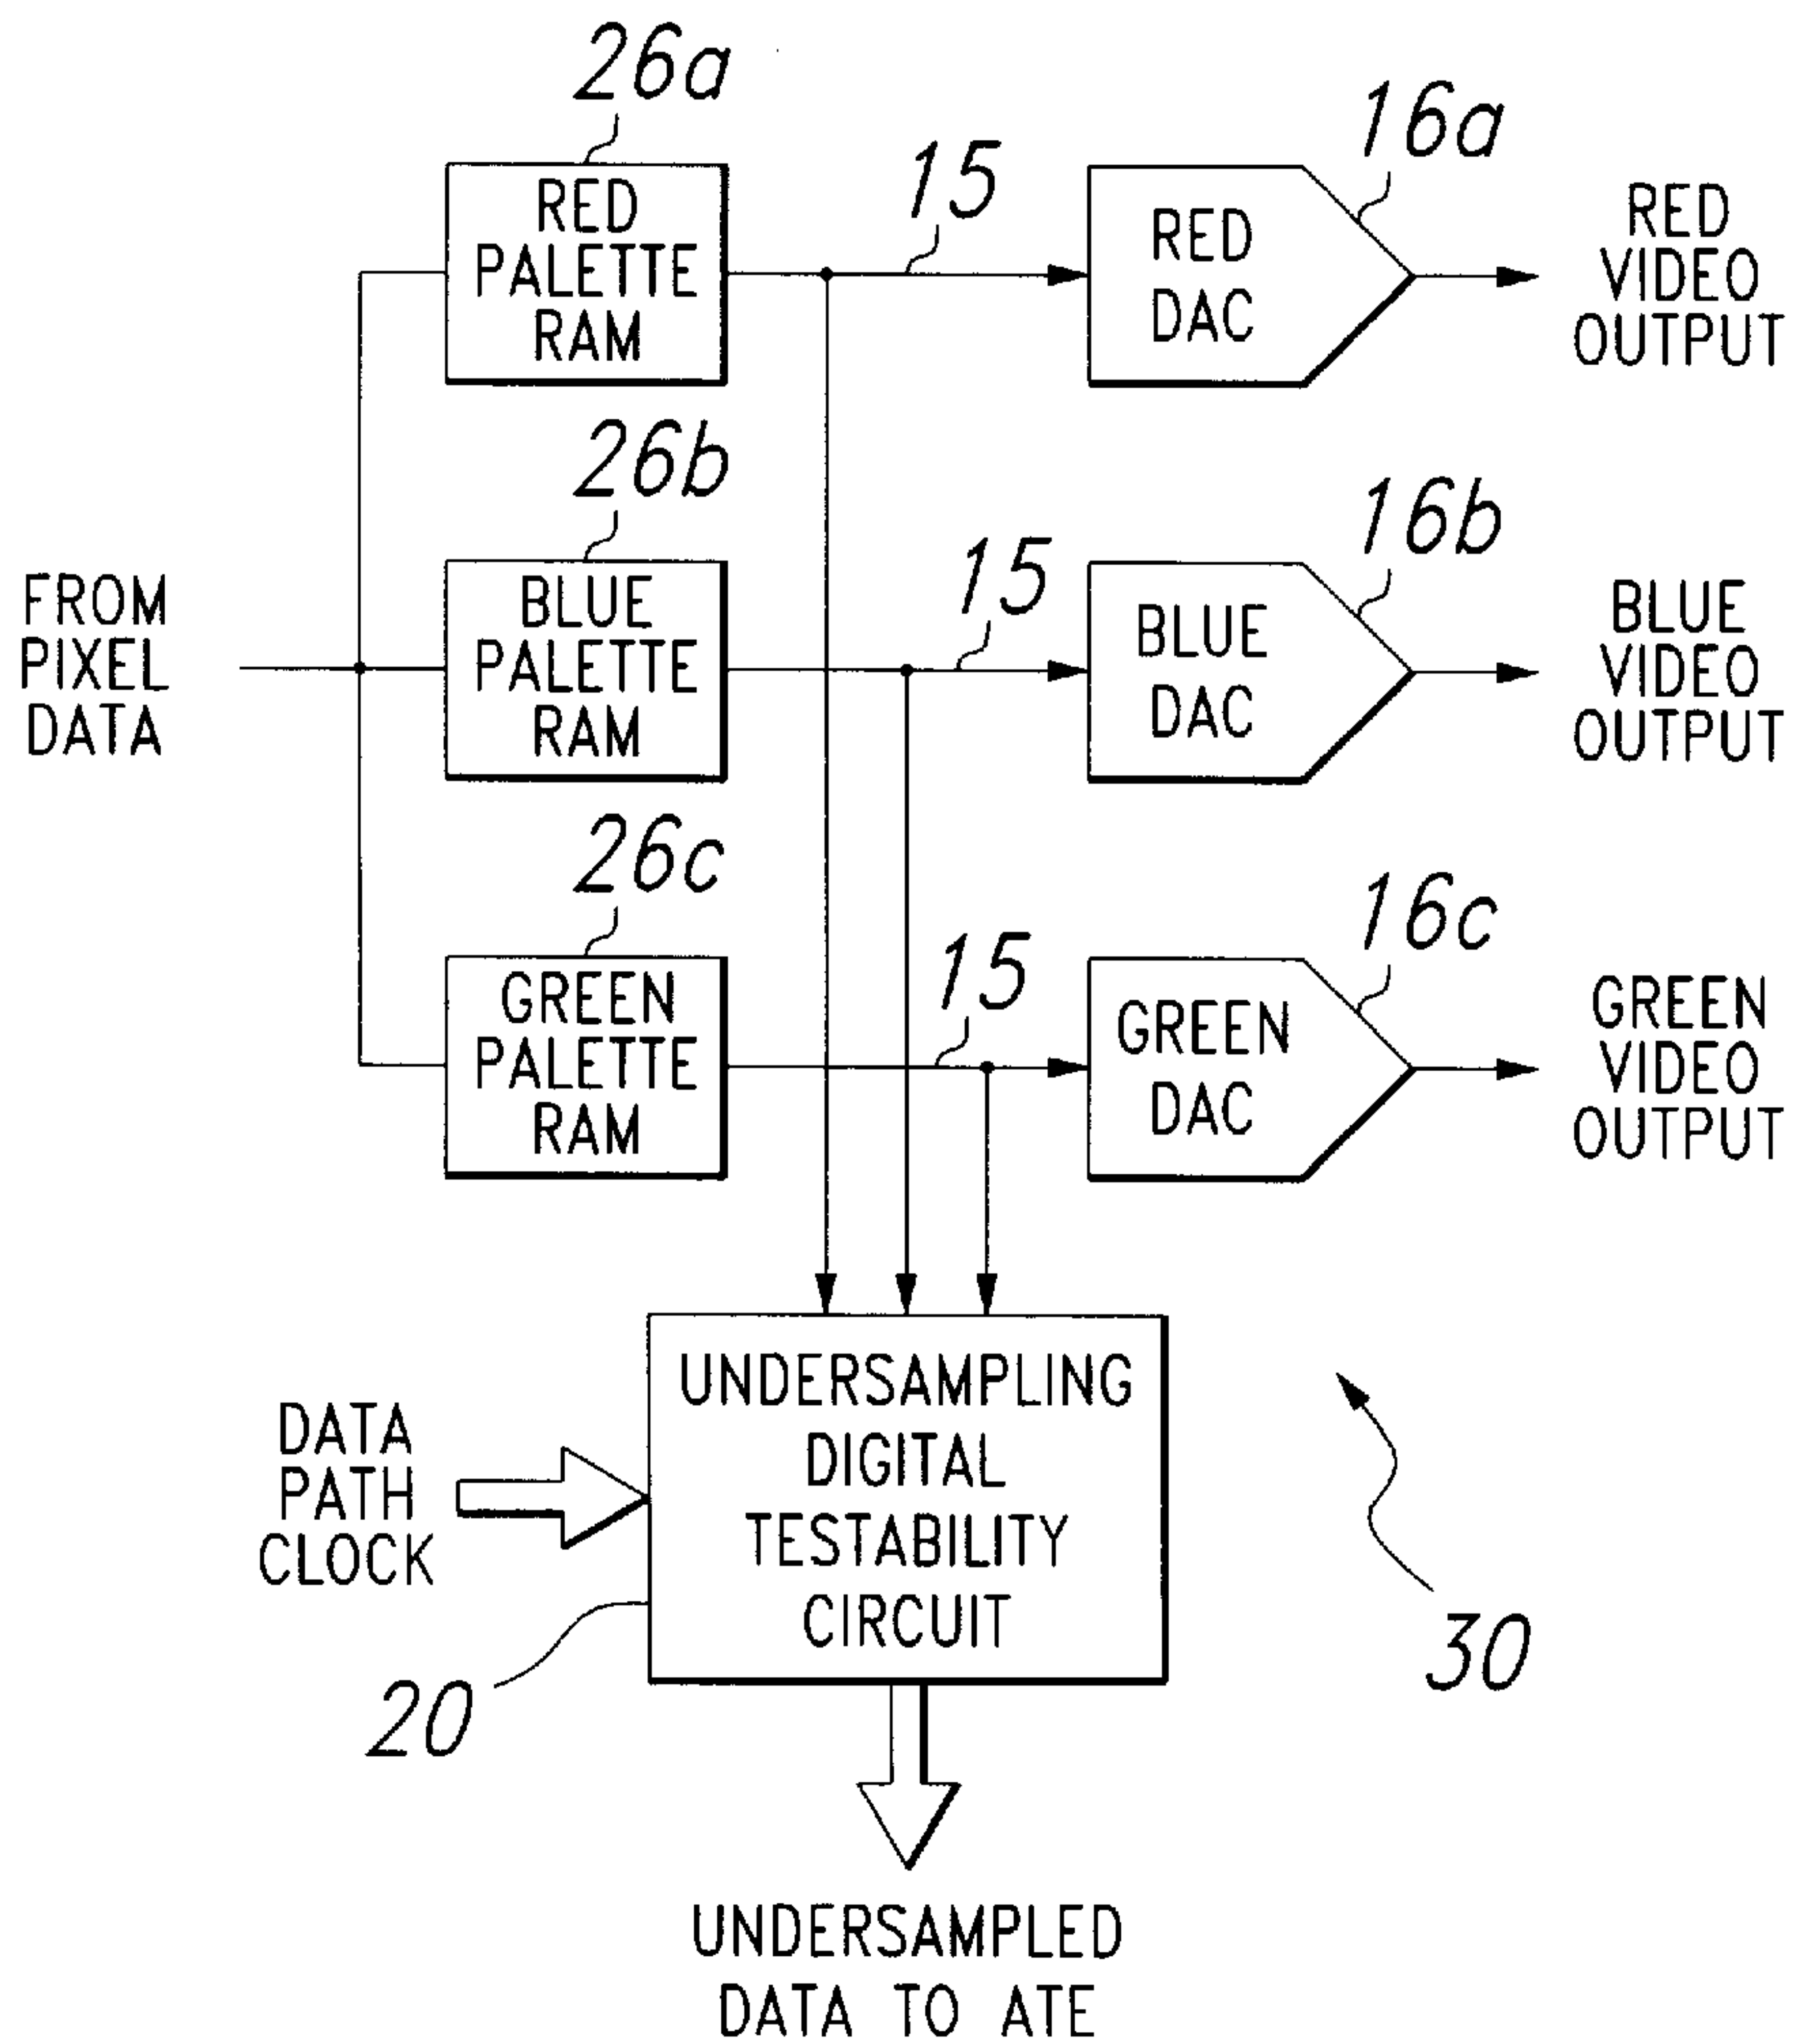 26a
16a
15
RED
PALETTE
RAM
RED
DAC
RED
VIDEO
OUTPUT
26b
16b
15
FROM
PIXEL
DATA
BLUE
PALETTE
RAM
BLUE
DAC
BLUE
VIDEO
OUTPUT
26c
16c
15
GREEN
PALETTE
RAM
GREEN
DAC
GREEN
VIDEO
OUTPUT
DATA
PATH
CLOCK
UNDERSAMPLING
DIGITAL
TESTABILITY
CIRCUIT
20
30
UNDERSAMPLED
DATA TO ATE